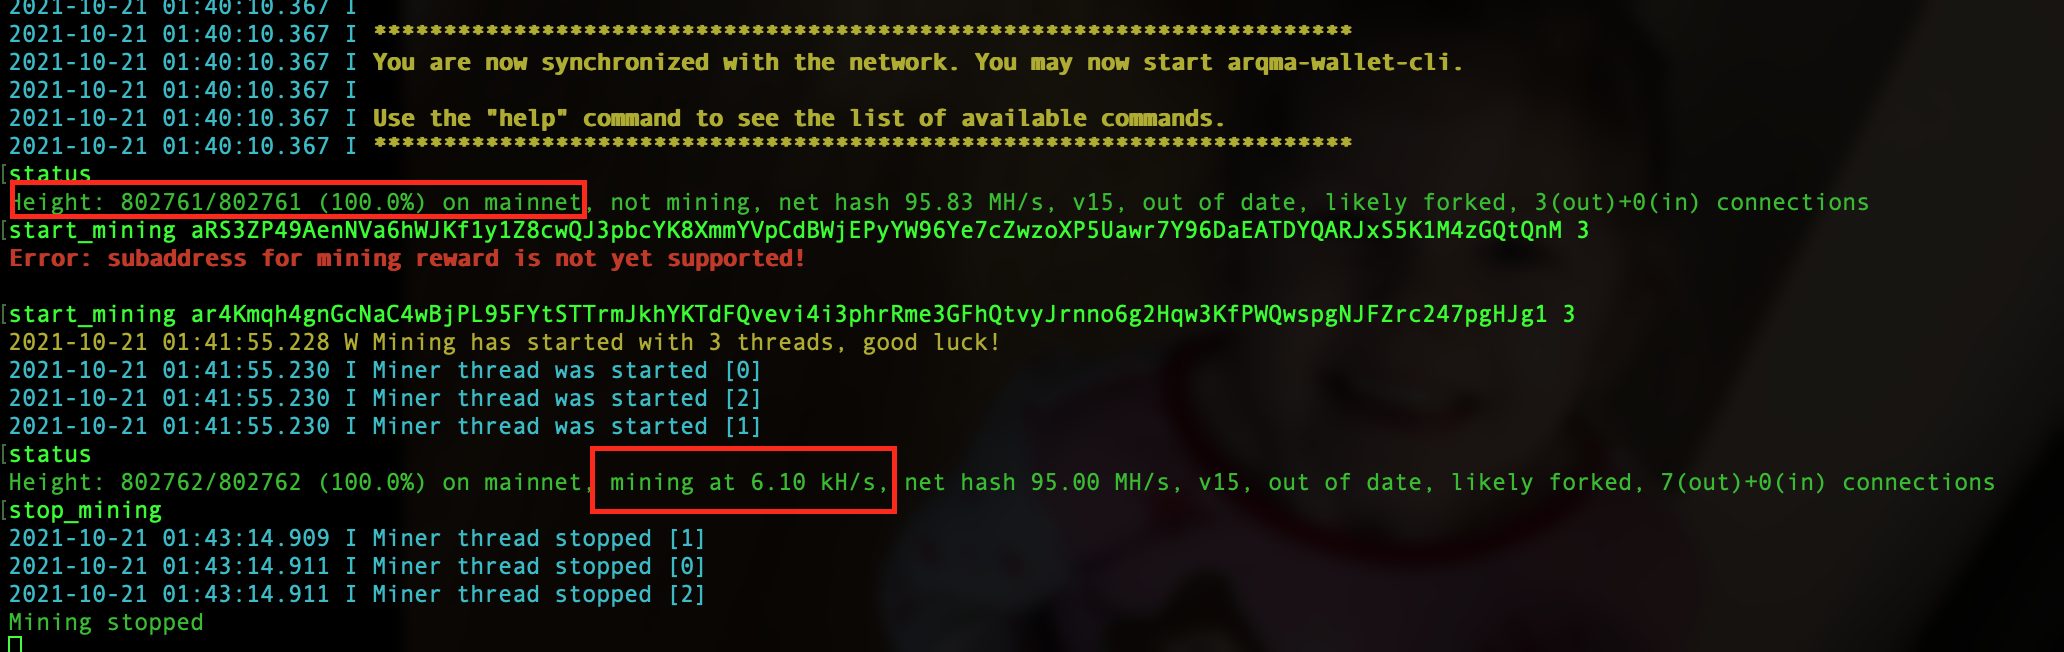 2021-10-21 01:40:10.367 I
2021-10-21 01:40:10.367 I **********************************************************************
2021-10-21 01:40:10.367 I You are now synchronized with the network. You may now start arqma-wallet-cli.
2021-10-21 01:40:10.367 I
2021-10-21 01:40:10.367 I Use the "help" command to see the list of available commands.
2021-10-21 01:40:10.367 I **********************************************************************
[status
Height: 802761/802761 (100.0%) on mainnet, not mining, net hash 95.83 MH/s, v15, out of date, likely forked, 3(out)+0(in) connections
[start_mining aRS3ZP49AenNVa6hWJKf1y1Z8cwQJ3pbcYK8XmmYVpCdBWjEPyYW96Ye7cZwzoXP5Uawr7Y96DaEATDYQARJxS5K1M4zGQtQnM 3
Error: subaddress for mining reward is not yet supported!
[start_mining ar4Kmqh4gnGcNaC4wBjPL95FYtSTTrmJkhYKTdFQvevi4i3phrRme3GFhQtvyJrnno6g2Hqw3KfPWQwspgNJFZrc247pgHJg1 3
2021-10-21 01:41:55.228 W Mining has started with 3 threads, good luck!
2021-10-21 01:41:55.230 I Miner thread was started [0]
2021-10-21 01:41:55.230 I Miner thread was started [2]
2021-10-21 01:41:55.230 I Miner thread was started [1]
[status
Height: 802762/802762 (100.0%) on mainnet, mining at 6.10 kH/s, net hash 95.00 MH/s, v15, out of date, likely forked, 7(out)+0(in) connections
[stop_mining
2021-10-21 01:43:14.909 I Miner thread stopped [1]
2021-10-21 01:43:14.911 I Miner thread stopped [0]
2021-10-21 01:43:14.911 I Miner thread stopped [2]
Mining stopped